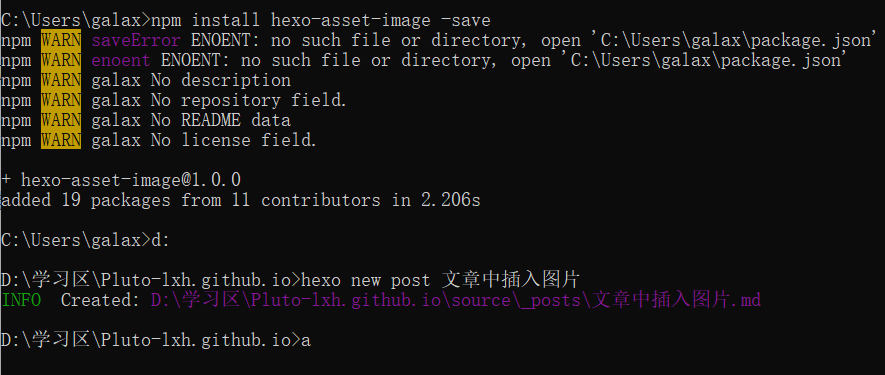 C:\Users\galax>npm install hexo-asset-image -save
npm WARN saveError ENOENT: no such file or directory, open 'C:\Users\galax\package.json'
npm WARN enoent ENOENT: no such file or directory, open 'C:\Users\galax\package.json'
npm WARN galax No description
npm WARN galax No repository field.
npm WARN galax No README data
npm WARN galax No license field.
+ hexo-asset-image@1.0.0
added 19 packages from 11 contributors in 2.206s
C:\Users\galax>d:
D:\学习区\Pluto-lxh.github.io>hexo new post 文章中插入图片
INFO  Created: D:\学习区\Pluto-lxh.github.io\source\_posts\文章中插入图片.md
D:\学习区\Pluto-lxh.github.io>a